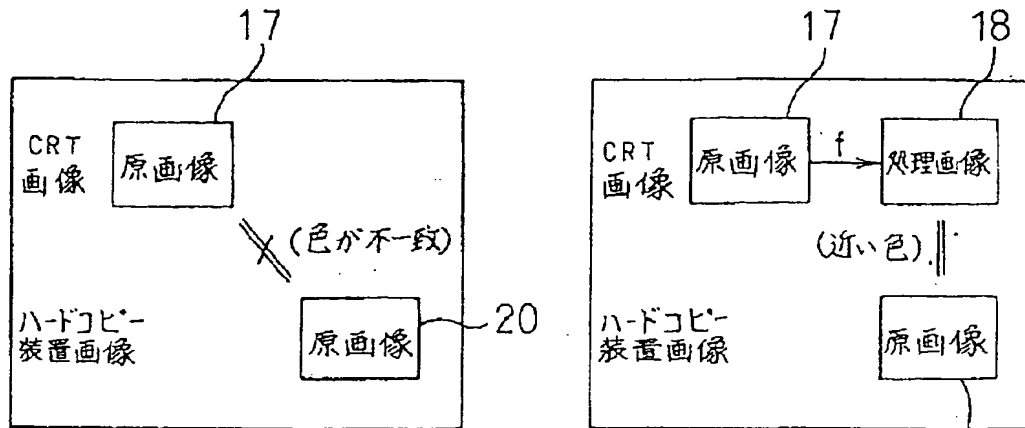 17
CRT
画像
原画像
(色が不一致)
ハードコピー
装置画像
原画像
20
17
18
CRT
画像
原画像
f
処理画像
(近い色)
ハードコピー
装置画像
原画像